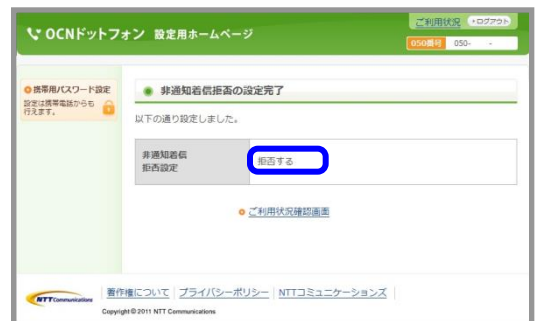 OCNドットフォン 設定用ホームページ
ご利用状況 ログアウト
050番号 050- -
携帯用パスワード設定
設定は携帯電話からも
行えます。
非通知着信拒否の設定完了
以下の通り設定しました。
非通知着信
拒否設定
拒否する
ご利用状況確認画面
NTT Communications
著作権について プライバシーポリシー NTTコミュニケーションズ
Copyright © 2011 NTT Communications